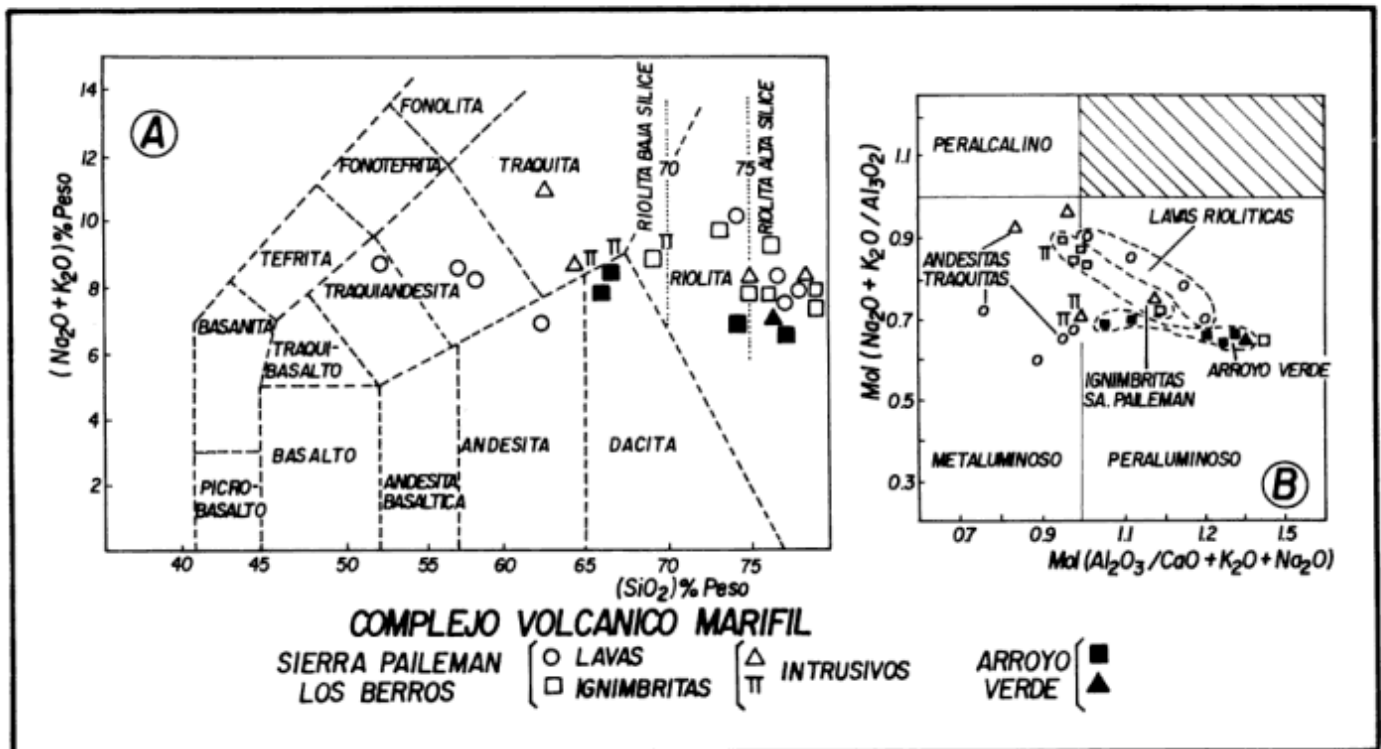 A
(Na2O+K2O) % Peso
14
12
10
8
6
4
2
40
45
50
55
60
65
70
75
(SiO2) % Peso
FONOLITA
FONOTEFRITA
TEFRITA
BASANITA
TRAQUITA
TRAQUIANDESITA
TRAQUI-
BASALTO
BASALTO
PICRO-
BASALTO
ANDESITA
BASALTICA
ANDESITA
DACITA
RIOLITA BAJA SILICE
70
75
RIOLITA ALTA SILICE
RIOLITA
B
Mol (Na2O + K2O / Al3O2)
1.1
0.9
0.7
0.5
0.3
PERALCALINO
LAVAS RIOLITICAS
ANDESITAS
TRAQUITAS
IGNIMBRITAS
SA. PAILEMAN
ARROYO VERDE
METALUMINOSO
PERALUMINOSO
0.7
0.9
1.1
1.2
1.5
Mol (Al2O3 /CaO + K2O + Na2O)
COMPLEJO VOLCANICO MARIFIL
SIERRA PAILEMAN
LOS BERROS
LAVAS
IGNIMBRITAS
INTRUSIVOS
ARROYO
VERDE